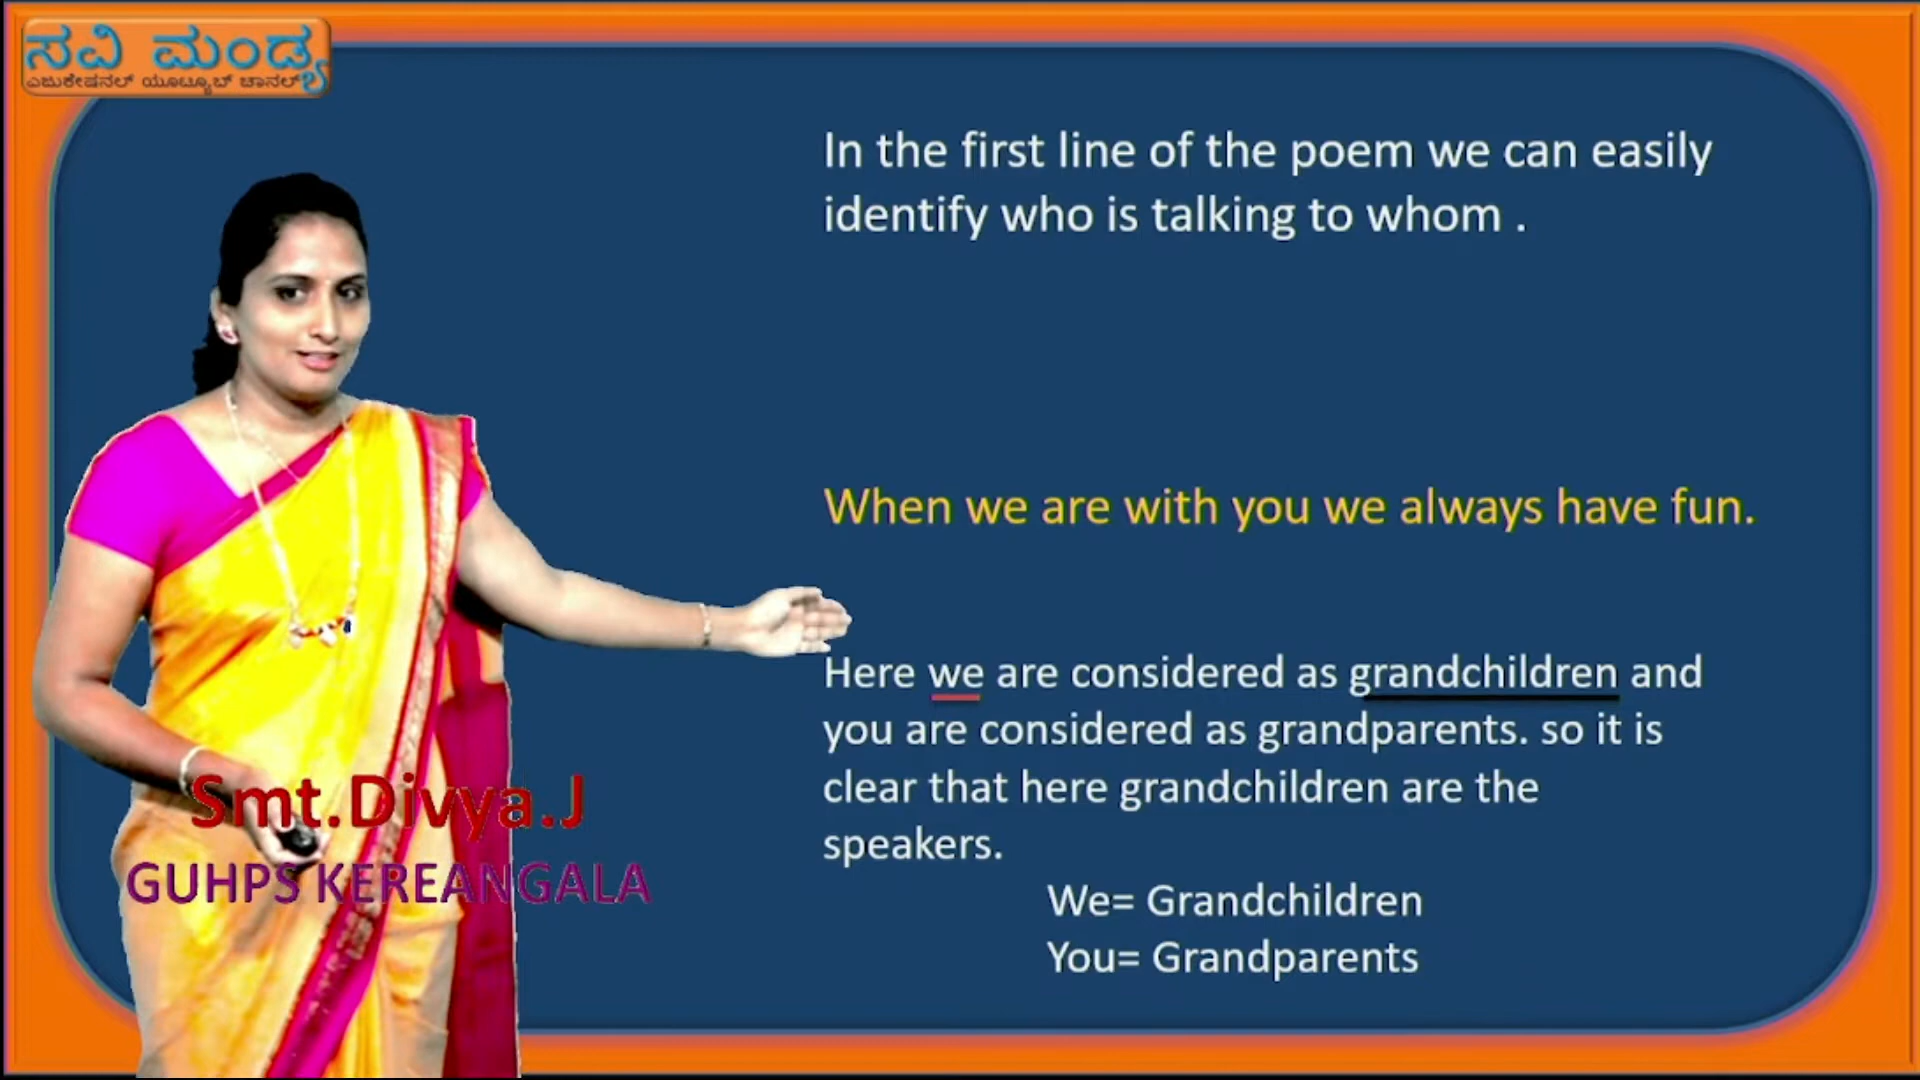 ಸವಿ ಮಂಡ್ಯ
ಎಜುಕೇಷನಲ್ ಯೂಟ್ಯೂಬ್ ಚಾನಲ್
In the first line of the poem we can easily
identify who is talking to whom .
When we are with you we always have fun.
Here we are considered as grandchildren and
you are considered as grandparents. so it is
clear that here grandchildren are the
speakers.
We= Grandchildren
You= Grandparents
Smt.Divya.J
GUHPS KEREANGALA